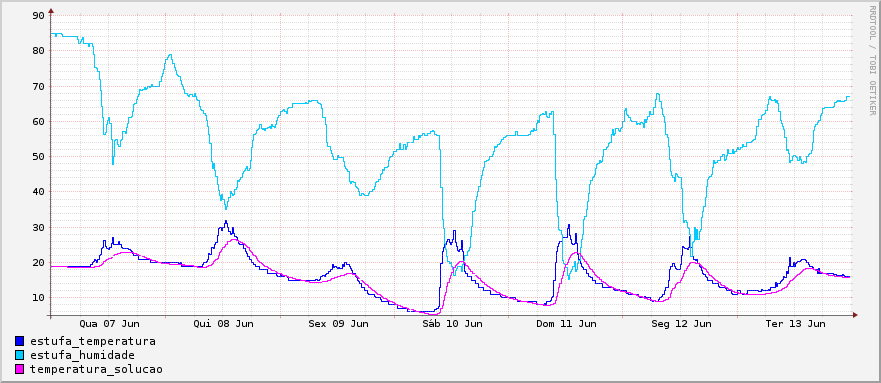 90
80
70
60
50
40
30
20
10
Qua 07 Jun Qui 08 Jun Sex 09 Jun Sáb 10 Jun Dom 11 Jun Seg 12 Jun Ter 13 Jun
estufa_temperatura
estufa_humidade
temperatura_solucao
RRDTOOL / TOBI OETIKER